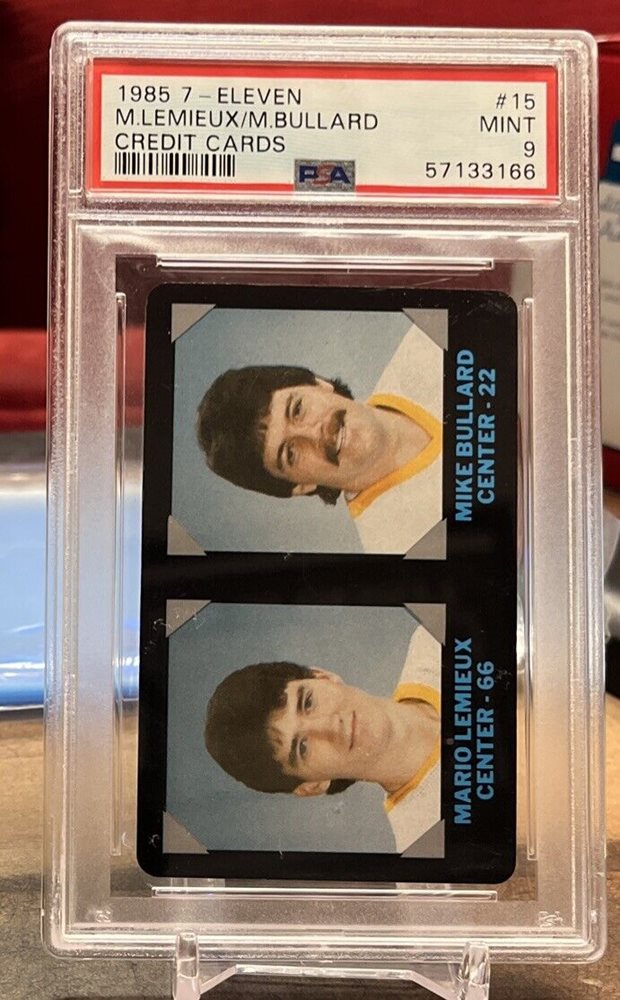 1985 7-ELEVEN #15
M.LEMIEUX/M.BULLARD MINT
CREDIT CARDS 9
PSA 57133166
MIKE BULLARD
CENTER - 22
MARIO LEMIEUX
CENTER - 66